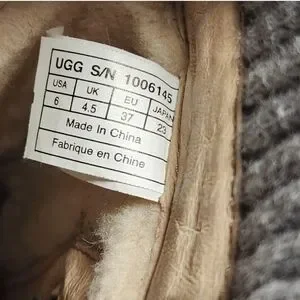 UGG S/N 1006145
USA UK EU JAPAN
6 4.5 37 23
Made in China
Fabrique en Chine